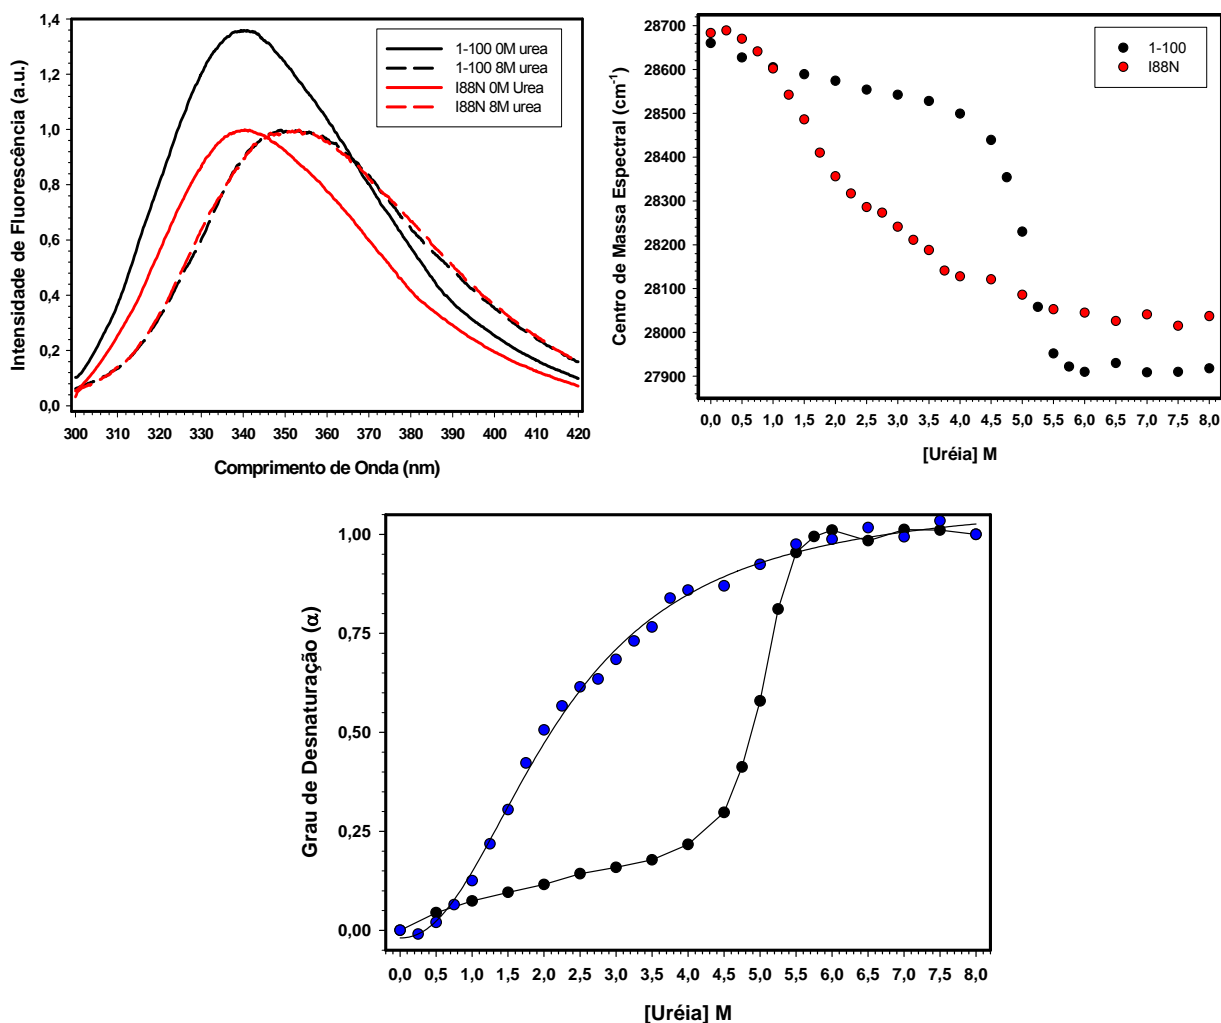 Intensidade de Fluorescência (a.u.)
1,4
1,2
1,0
0,8
0,6
0,4
0,2
0,0
1-100 0M urea
1-100 8M urea
I88N 0M Urea
I88N 8M urea
300 310 320 330 340 350 360 370 380 390 400 410 420
Comprimento de Onda (nm)
Centro de Massa Espectral (cm-1)
28700
28600
28500
28400
28300
28200
28100
28000
27900
1-100
I88N
0,0 0,5 1,0 1,5 2,0 2,5 3,0 3,5 4,0 4,5 5,0 5,5 6,0 6,5 7,0 7,5 8,0
[Uréia] M
Grau de Desnaturação (α)
1,00
0,75
0,50
0,25
0,00
0,0 0,5 1,0 1,5 2,0 2,5 3,0 3,5 4,0 4,5 5,0 5,5 6,0 6,5 7,0 7,5 8,0
[Uréia] M